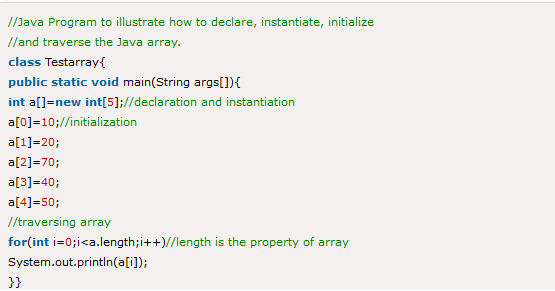 //Java Program to illustrate how to declare, instantiate, initialize
//and traverse the Java array.
class Testarray{
public static void main(String args[]){
int a[]=new int[5];//declaration and instantiation
a[0]=10;//initialization
a[1]=20;
a[2]=70;
a[3]=40;
a[4]=50;
//traversing array
for(int i=0;i<a.length;i++)//length is the property of array
System.out.println(a[i]);
}}